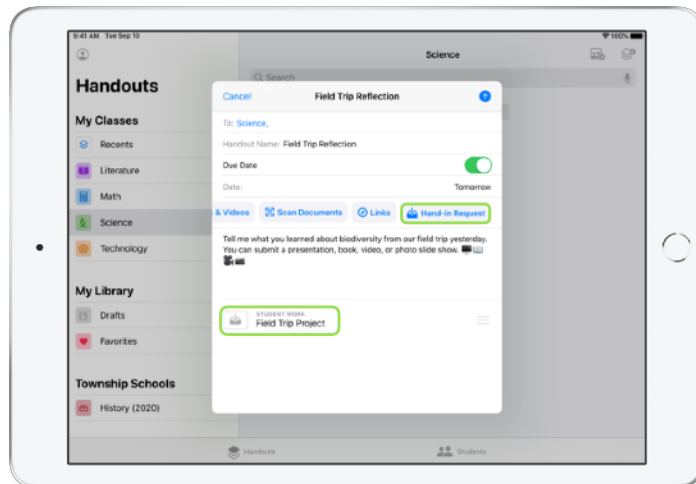 9:41 AM Tue Sep 10
100%
Science
Handouts
Search
My Classes
Recents
Literature
Math
Science
Technology
My Library
Drafts
Favorites
Township Schools
History (2020)
Cancel
Field Trip Reflection
To: Science,
Handout Name: Field Trip Reflection
Due Date
Date:
Tomorrow
& Videos
Scan Documents
Links
Hand-in Request
Tell me what you learned about biodiversity from our field trip yesterday.
You can submit a presentation, book, video, or photo slide show. 🖥️📖
🎥📷
STUDENT WORK
Field Trip Project
Handouts
Students